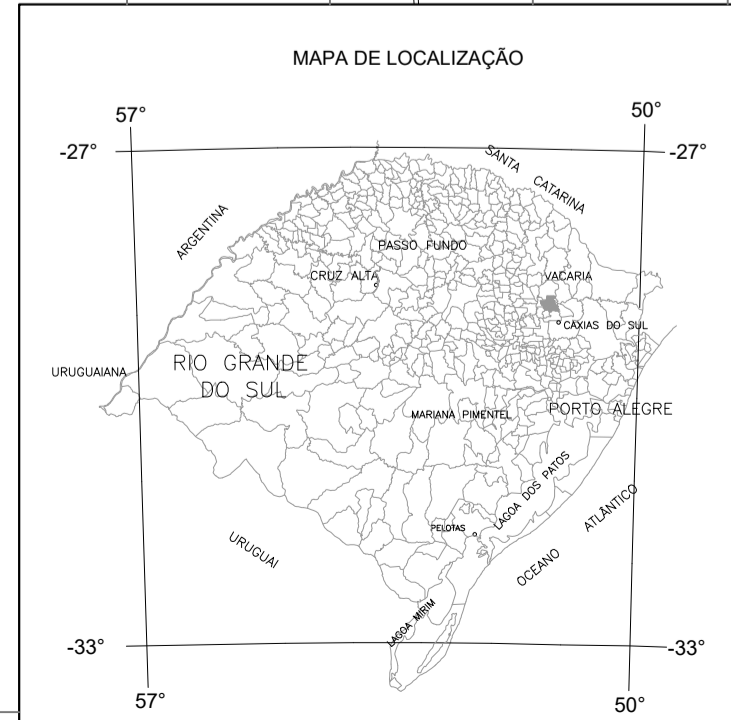 MAPA DE LOCALIZAÇÃO
57°
50°
-27°
-27°
SANTA CATARINA
ARGENTINA
PASSO FUNDO
CRUZ ALTA
VACARIA
CAXIAS DO SUL
RIO GRANDE
DO SUL
URUGUAIANA
MARIANA PIMENTEL
PORTO ALEGRE
LAGOA DOS PATOS
PELOTAS
OCEANO ATLÂNTICO
URUGUAI
LAGOA MIRIM
-33°
-33°
57°
50°